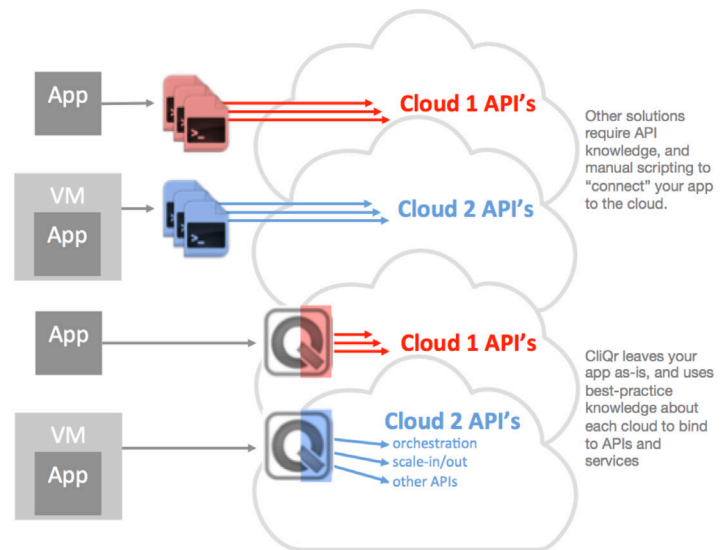 App
Cloud 1 API's
Other solutions
require API
knowledge, and
manual scripting to
“connect” your app
to the cloud.
VM
App
Cloud 2 API's
App
Cloud 1 API's
CliQr leaves your
app as-is, and uses
best-practice
knowledge about
each cloud to bind
to APIs and
services
VM
App
Cloud 2 API's
orchestration
scale-in/out
other APIs